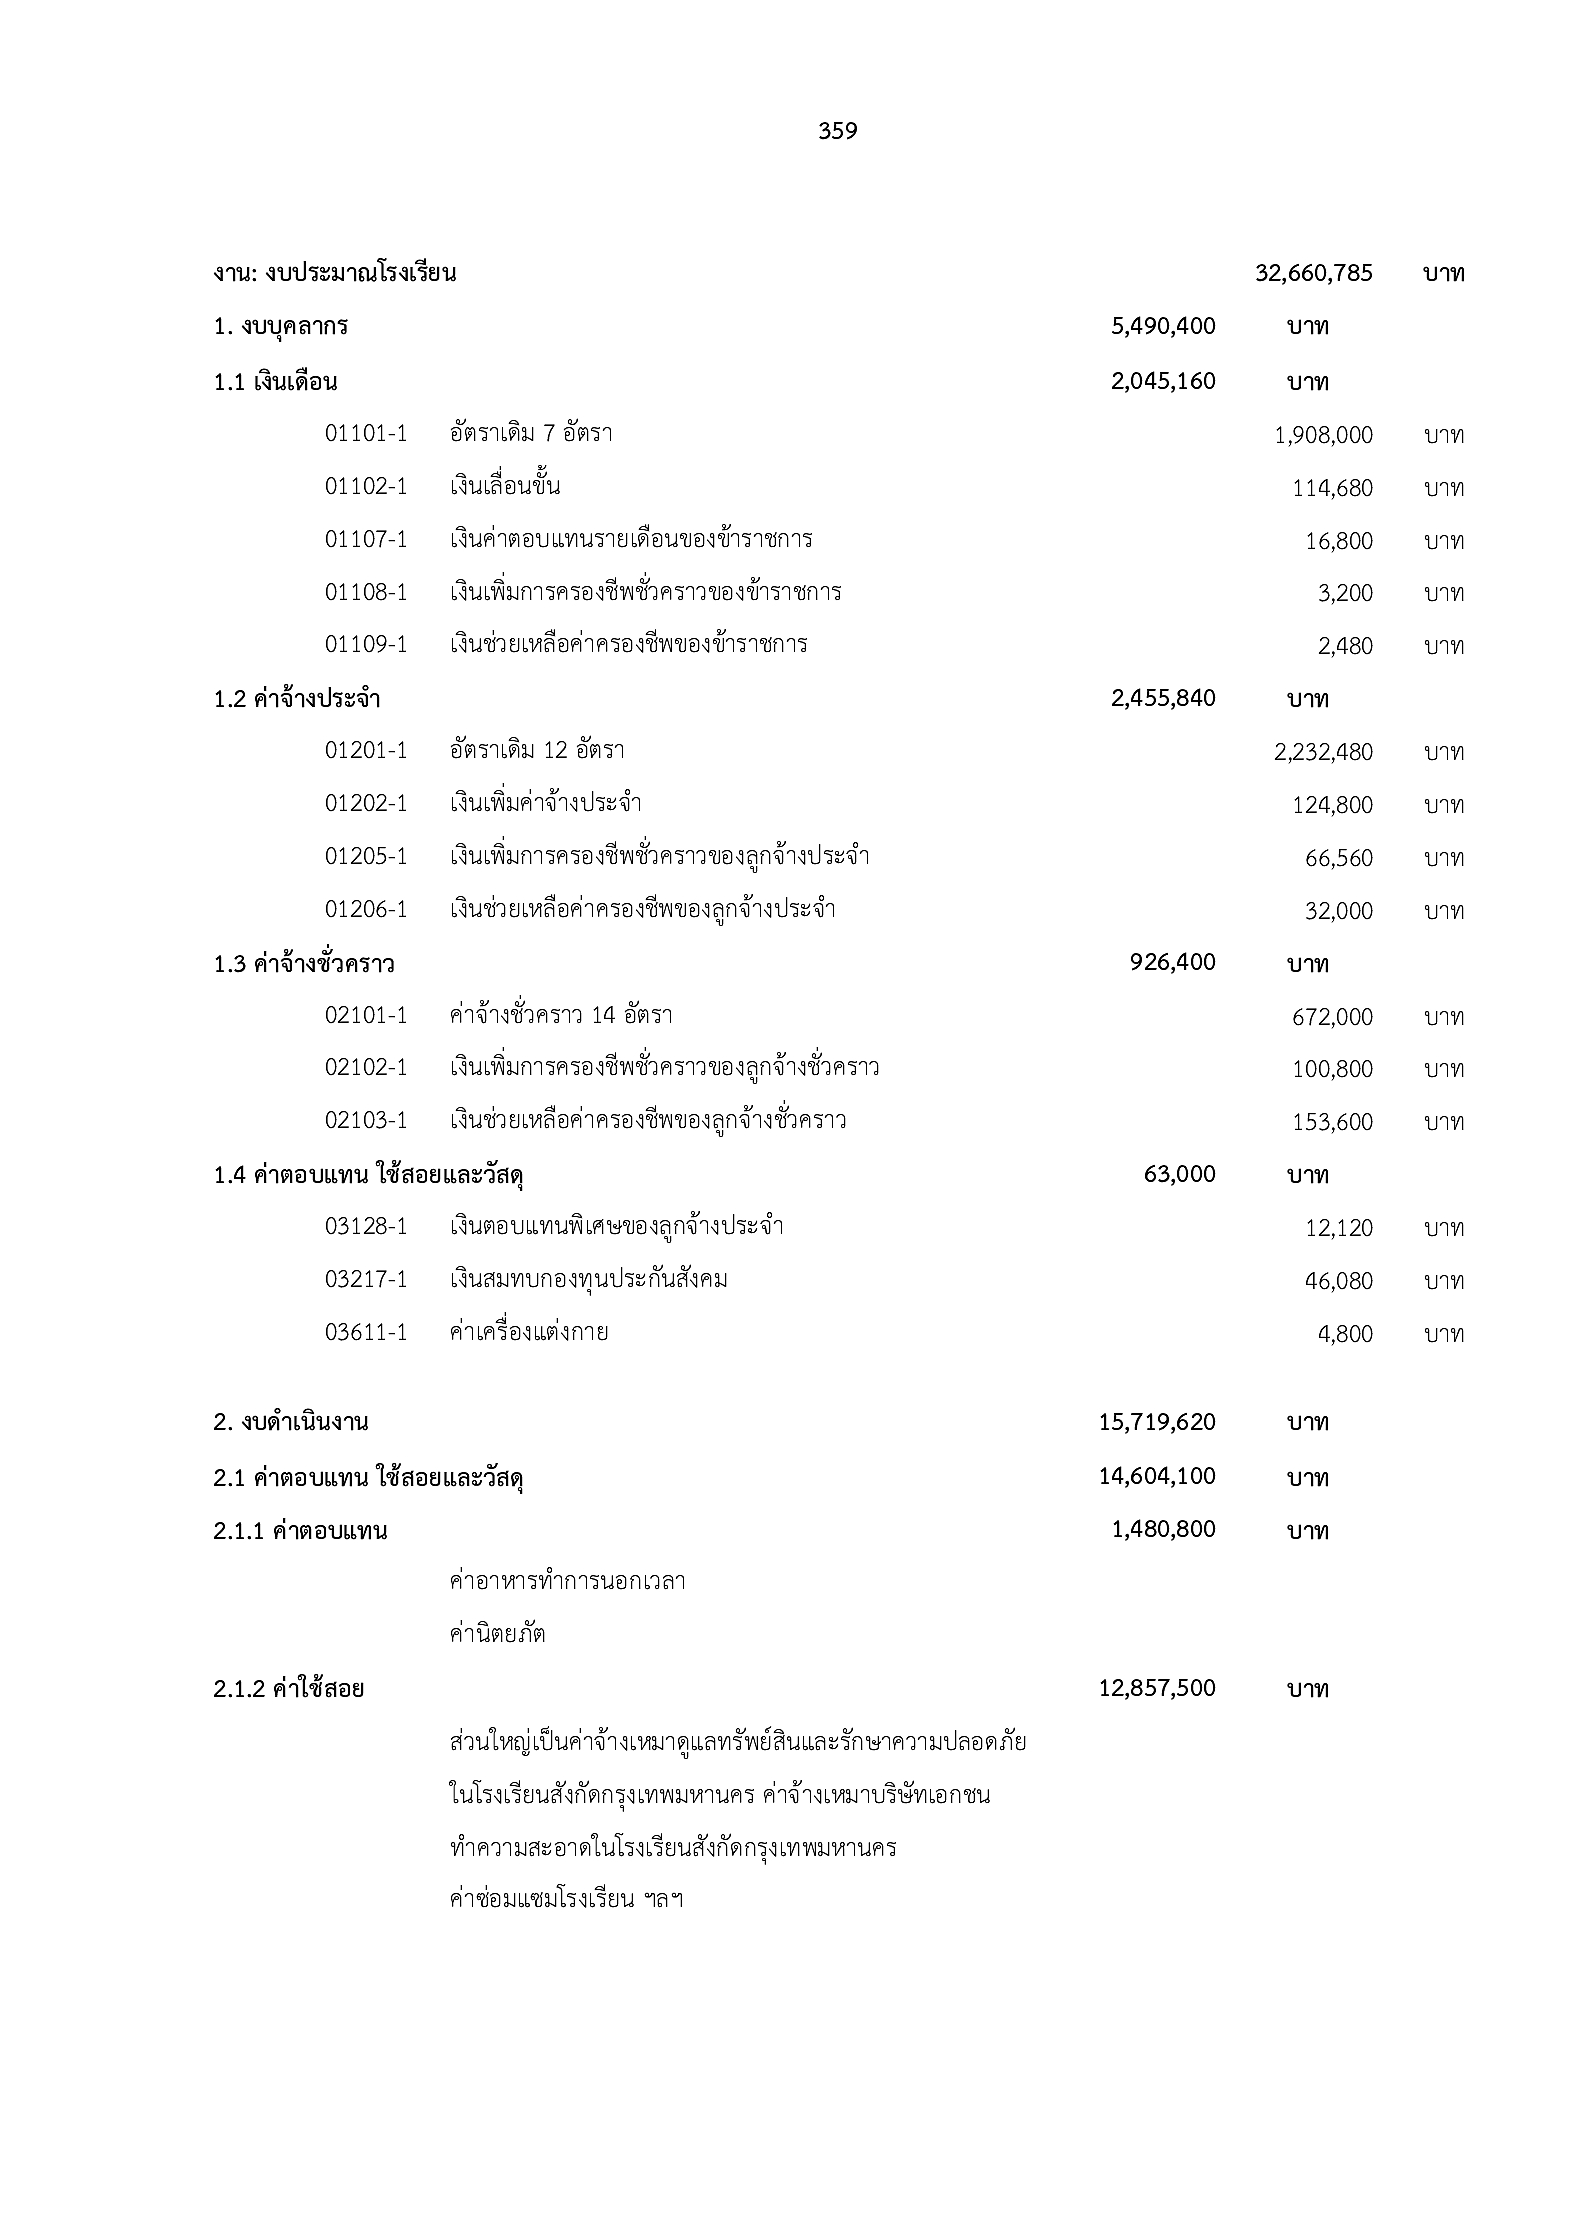 359
งาน: งบประมาณโรงเรียน 32,660,785 บาท
1. งบบุคลากร 5,490,400 บาท
1.1 เงินเดือน 2,045,160 บาท
01101-1 อัตราเดิม 7 อัตรา 1,908,000 บาท
01102-1 เงินเลื่อนขั้น 114,680 บาท
01107-1 เงินค่าตอบแทนรายเดือนของข้าราชการ 16,800 บาท
01108-1 เงินเพิ่มการครองชีพชั่วคราวของข้าราชการ 3,200 บาท
01109-1 เงินช่วยเหลือค่าครองชีพของข้าราชการ 2,480 บาท
1.2 ค่าจ้างประจำ 2,455,840 บาท
01201-1 อัตราเดิม 12 อัตรา 2,232,480 บาท
01202-1 เงินเพิ่มค่าจ้างประจำ 124,800 บาท
01205-1 เงินเพิ่มการครองชีพชั่วคราวของลูกจ้างประจำ 66,560 บาท
01206-1 เงินช่วยเหลือค่าครองชีพของลูกจ้างประจำ 32,000 บาท
1.3 ค่าจ้างชั่วคราว 926,400 บาท
02101-1 ค่าจ้างชั่วคราว 14 อัตรา 672,000 บาท
02102-1 เงินเพิ่มการครองชีพชั่วคราวของลูกจ้างชั่วคราว 100,800 บาท
02103-1 เงินช่วยเหลือค่าครองชีพของลูกจ้างชั่วคราว 153,600 บาท
1.4 ค่าตอบแทน ใช้สอยและวัสดุ 63,000 บาท
03128-1 เงินตอบแทนพิเศษของลูกจ้างประจำ 12,120 บาท
03217-1 เงินสมทบกองทุนประกันสังคม 46,080 บาท
03611-1 ค่าเครื่องแต่งกาย 4,800 บาท
2. งบดำเนินงาน 15,719,620 บาท
2.1 ค่าตอบแทน ใช้สอยและวัสดุ 14,604,100 บาท
2.1.1 ค่าตอบแทน 1,480,800 บาท
ค่าอาหารทำการนอกเวลา
ค่านิตยภัต
2.1.2 ค่าใช้สอย 12,857,500 บาท
ส่วนใหญ่เป็นค่าจ้างเหมาดูแลทรัพย์สินและรักษาความปลอดภัย
ในโรงเรียนสังกัดกรุงเทพมหานคร ค่าจ้างเหมาบริษัทเอกชน
ทำความสะอาดในโรงเรียนสังกัดกรุงเทพมหานคร
ค่าซ่อมแซมโรงเรียน ฯลฯ